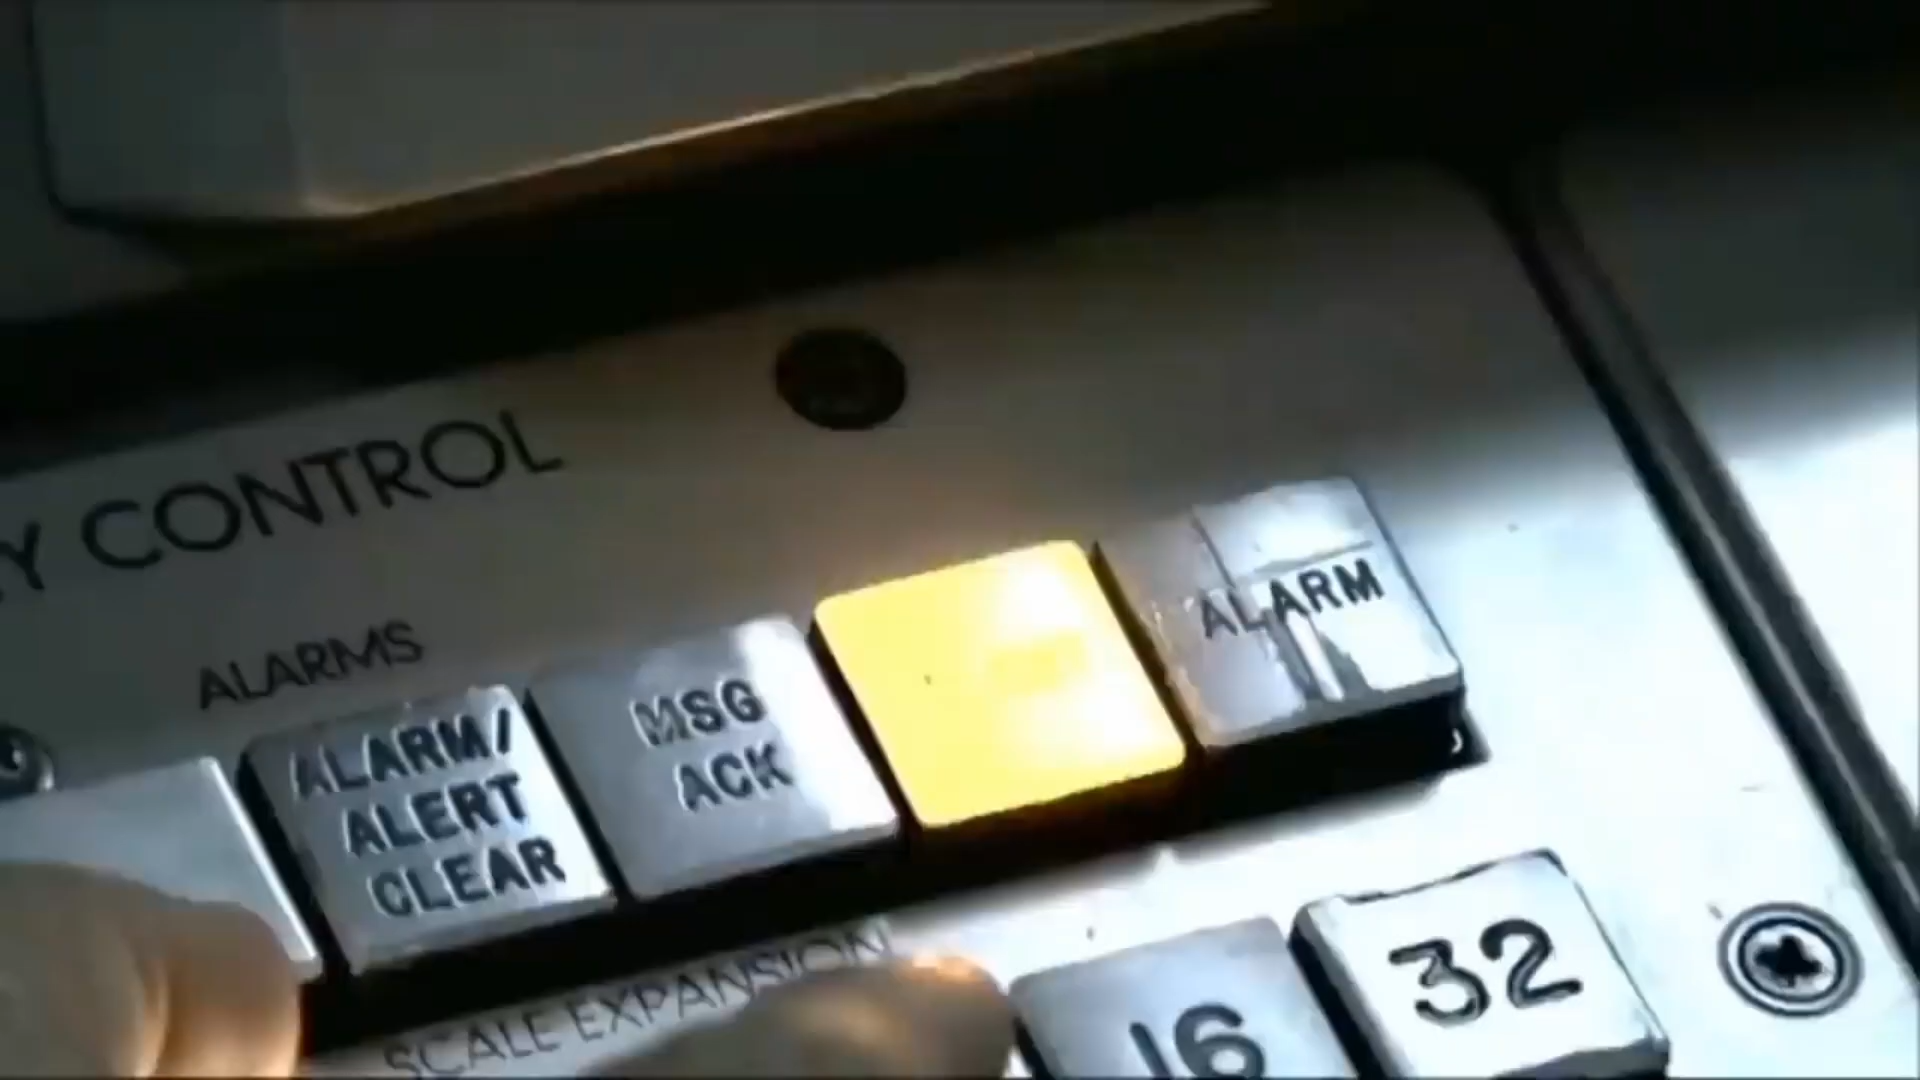 Y CONTROL
ALARMS
ALARM/
ALERT
CLEAR
MSG
ACK
ALARM
SCALE EXPANSION
16
32